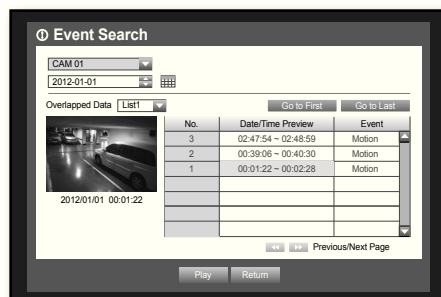 Event Search
CAM 01
2012-01-01
Overlapped Data List1 Go to First Go to Last
No. Date/Time Preview Event
3 02:47:54 ~ 02:48:59 Motion
2 00:39:06 ~ 00:40:30 Motion
1 00:01:22 ~ 00:02:28 Motion
2012/01/01 00:01:22
Previous/Next Page
Play Return